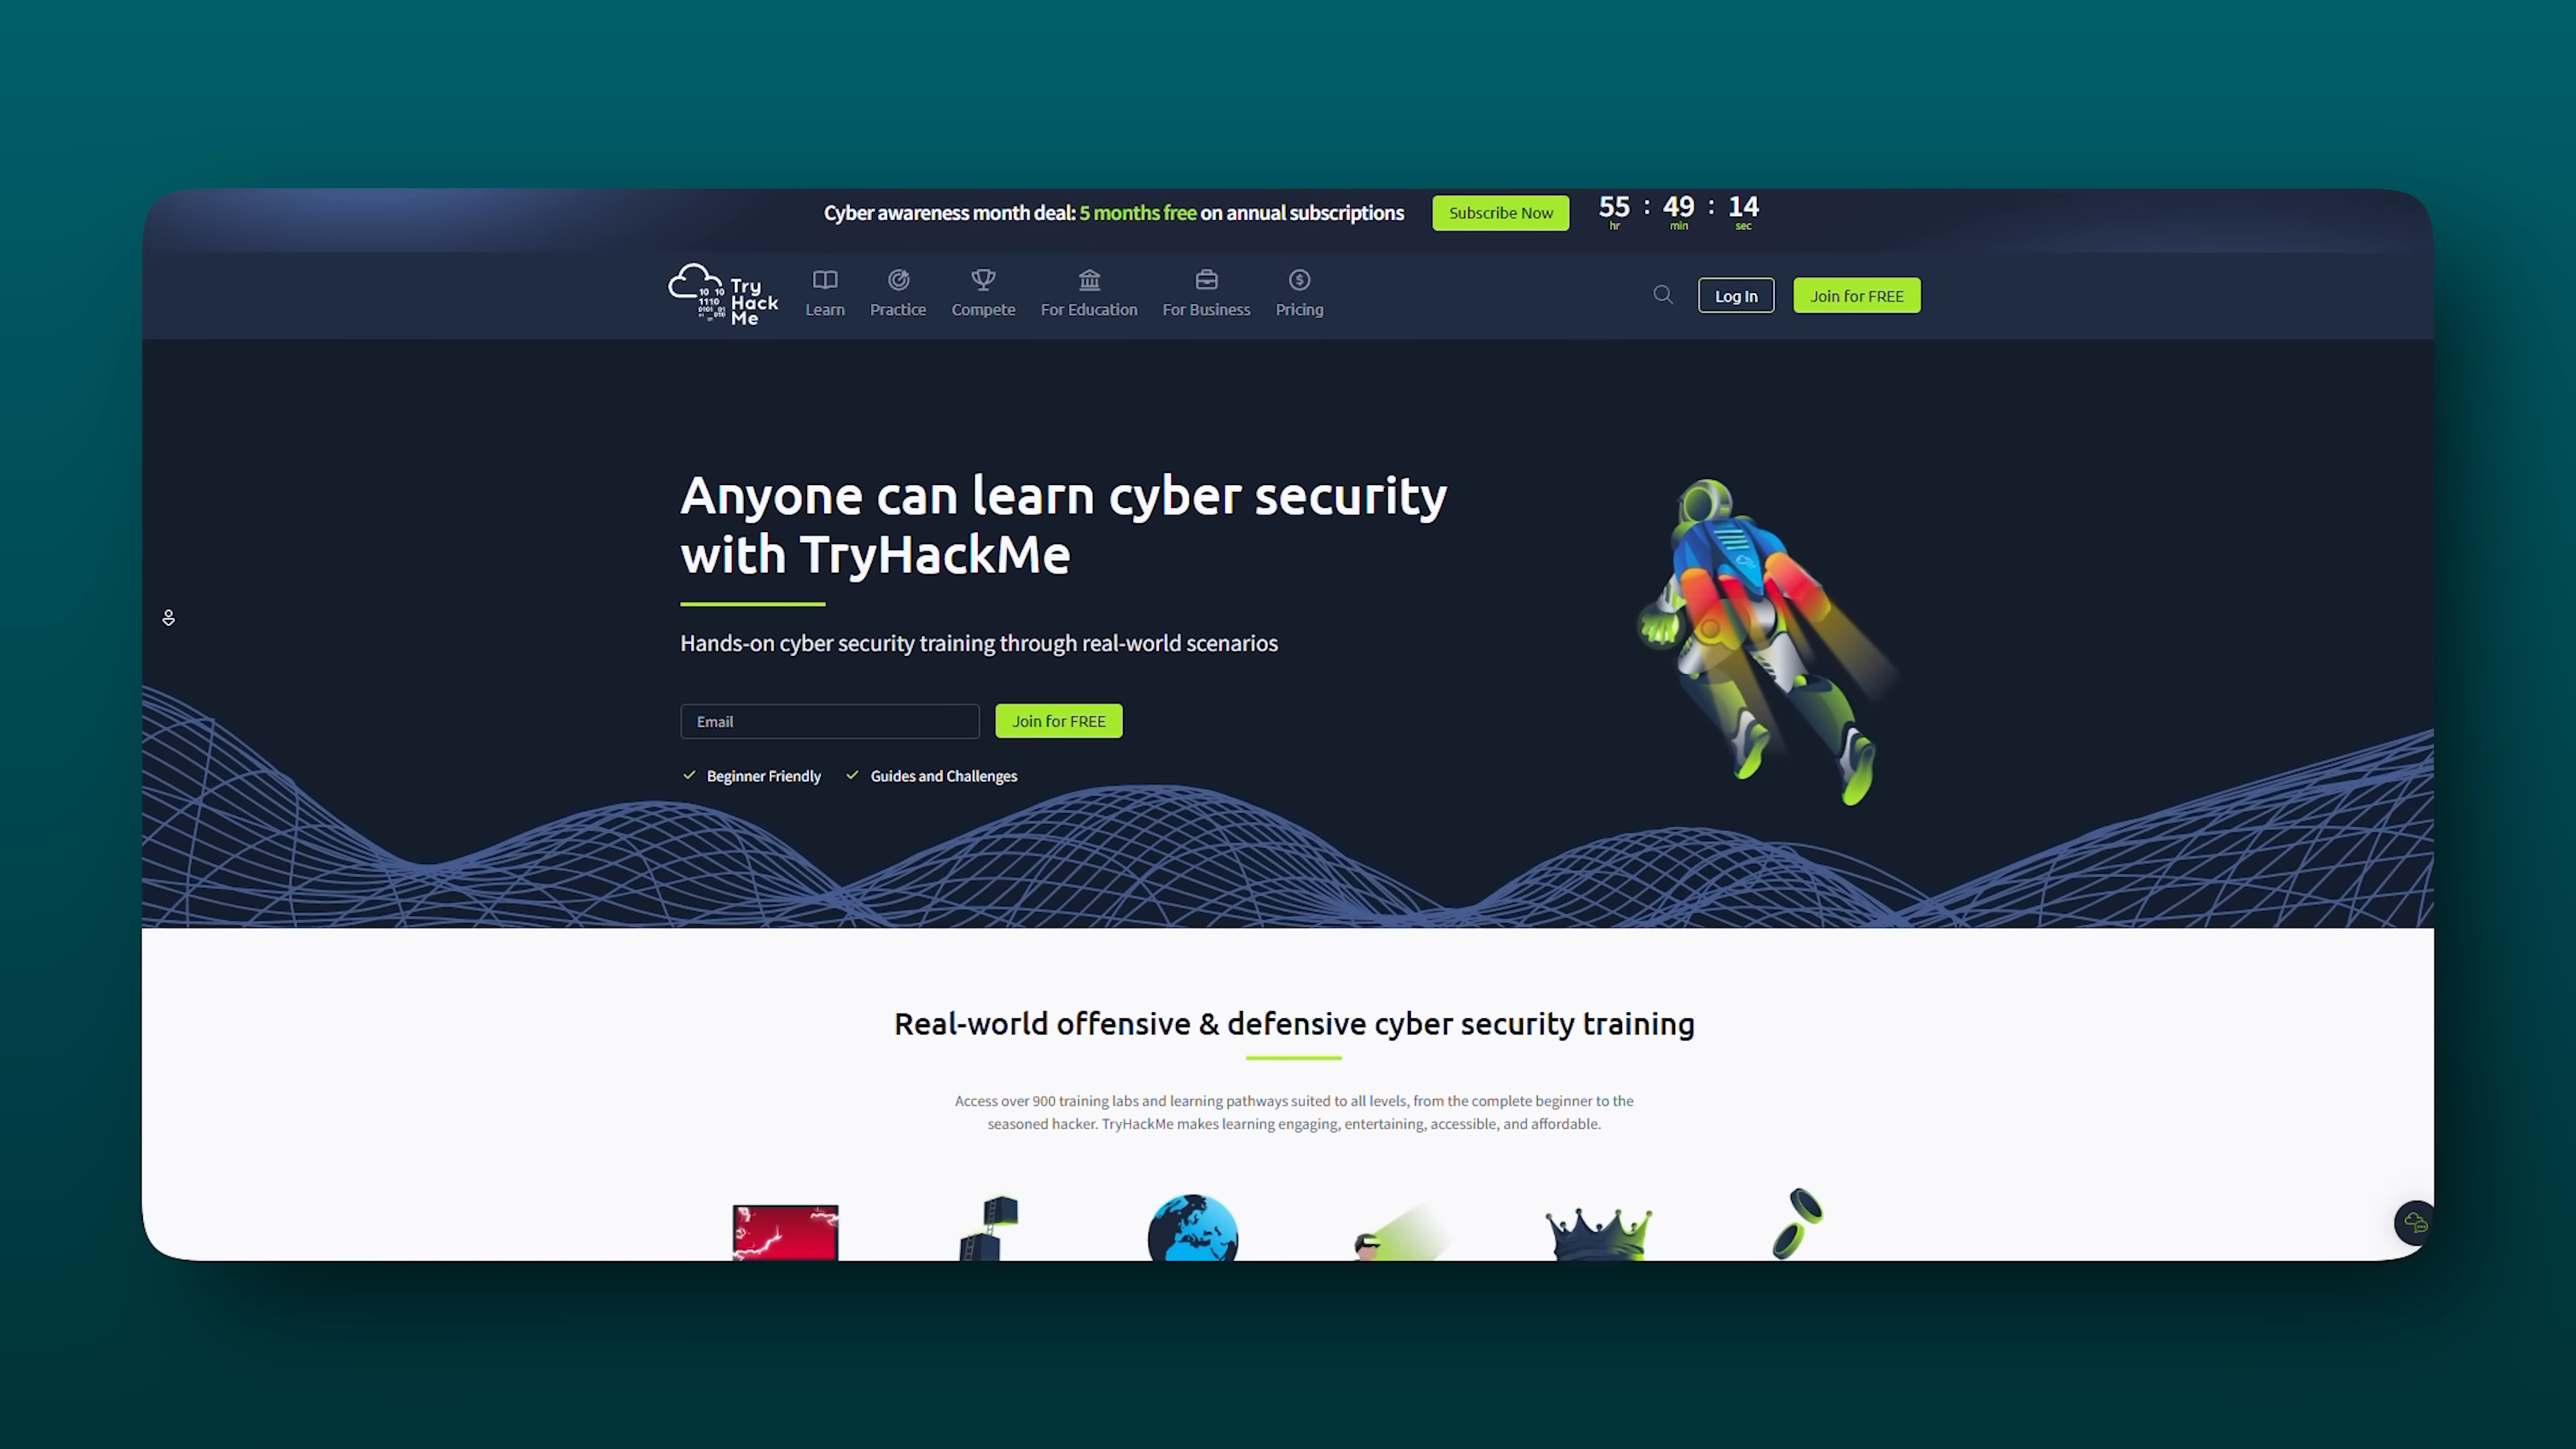 Cyber awareness month deal: 5 months free on annual subscriptions
Subscribe Now
55 : 49 : 14
hr min sec
Try
Hack
Me
Learn
Practice
Compete
For Education
For Business
Pricing
Log In
Join for FREE
Anyone can learn cyber security
with TryHackMe
Hands-on cyber security training through real-world scenarios
Email
Join for FREE
Beginner Friendly
Guides and Challenges
Real-world offensive & defensive cyber security training
Access over 900 training labs and learning pathways suited to all levels, from the complete beginner to the
seasoned hacker. TryHackMe makes learning engaging, entertaining, accessible, and affordable.